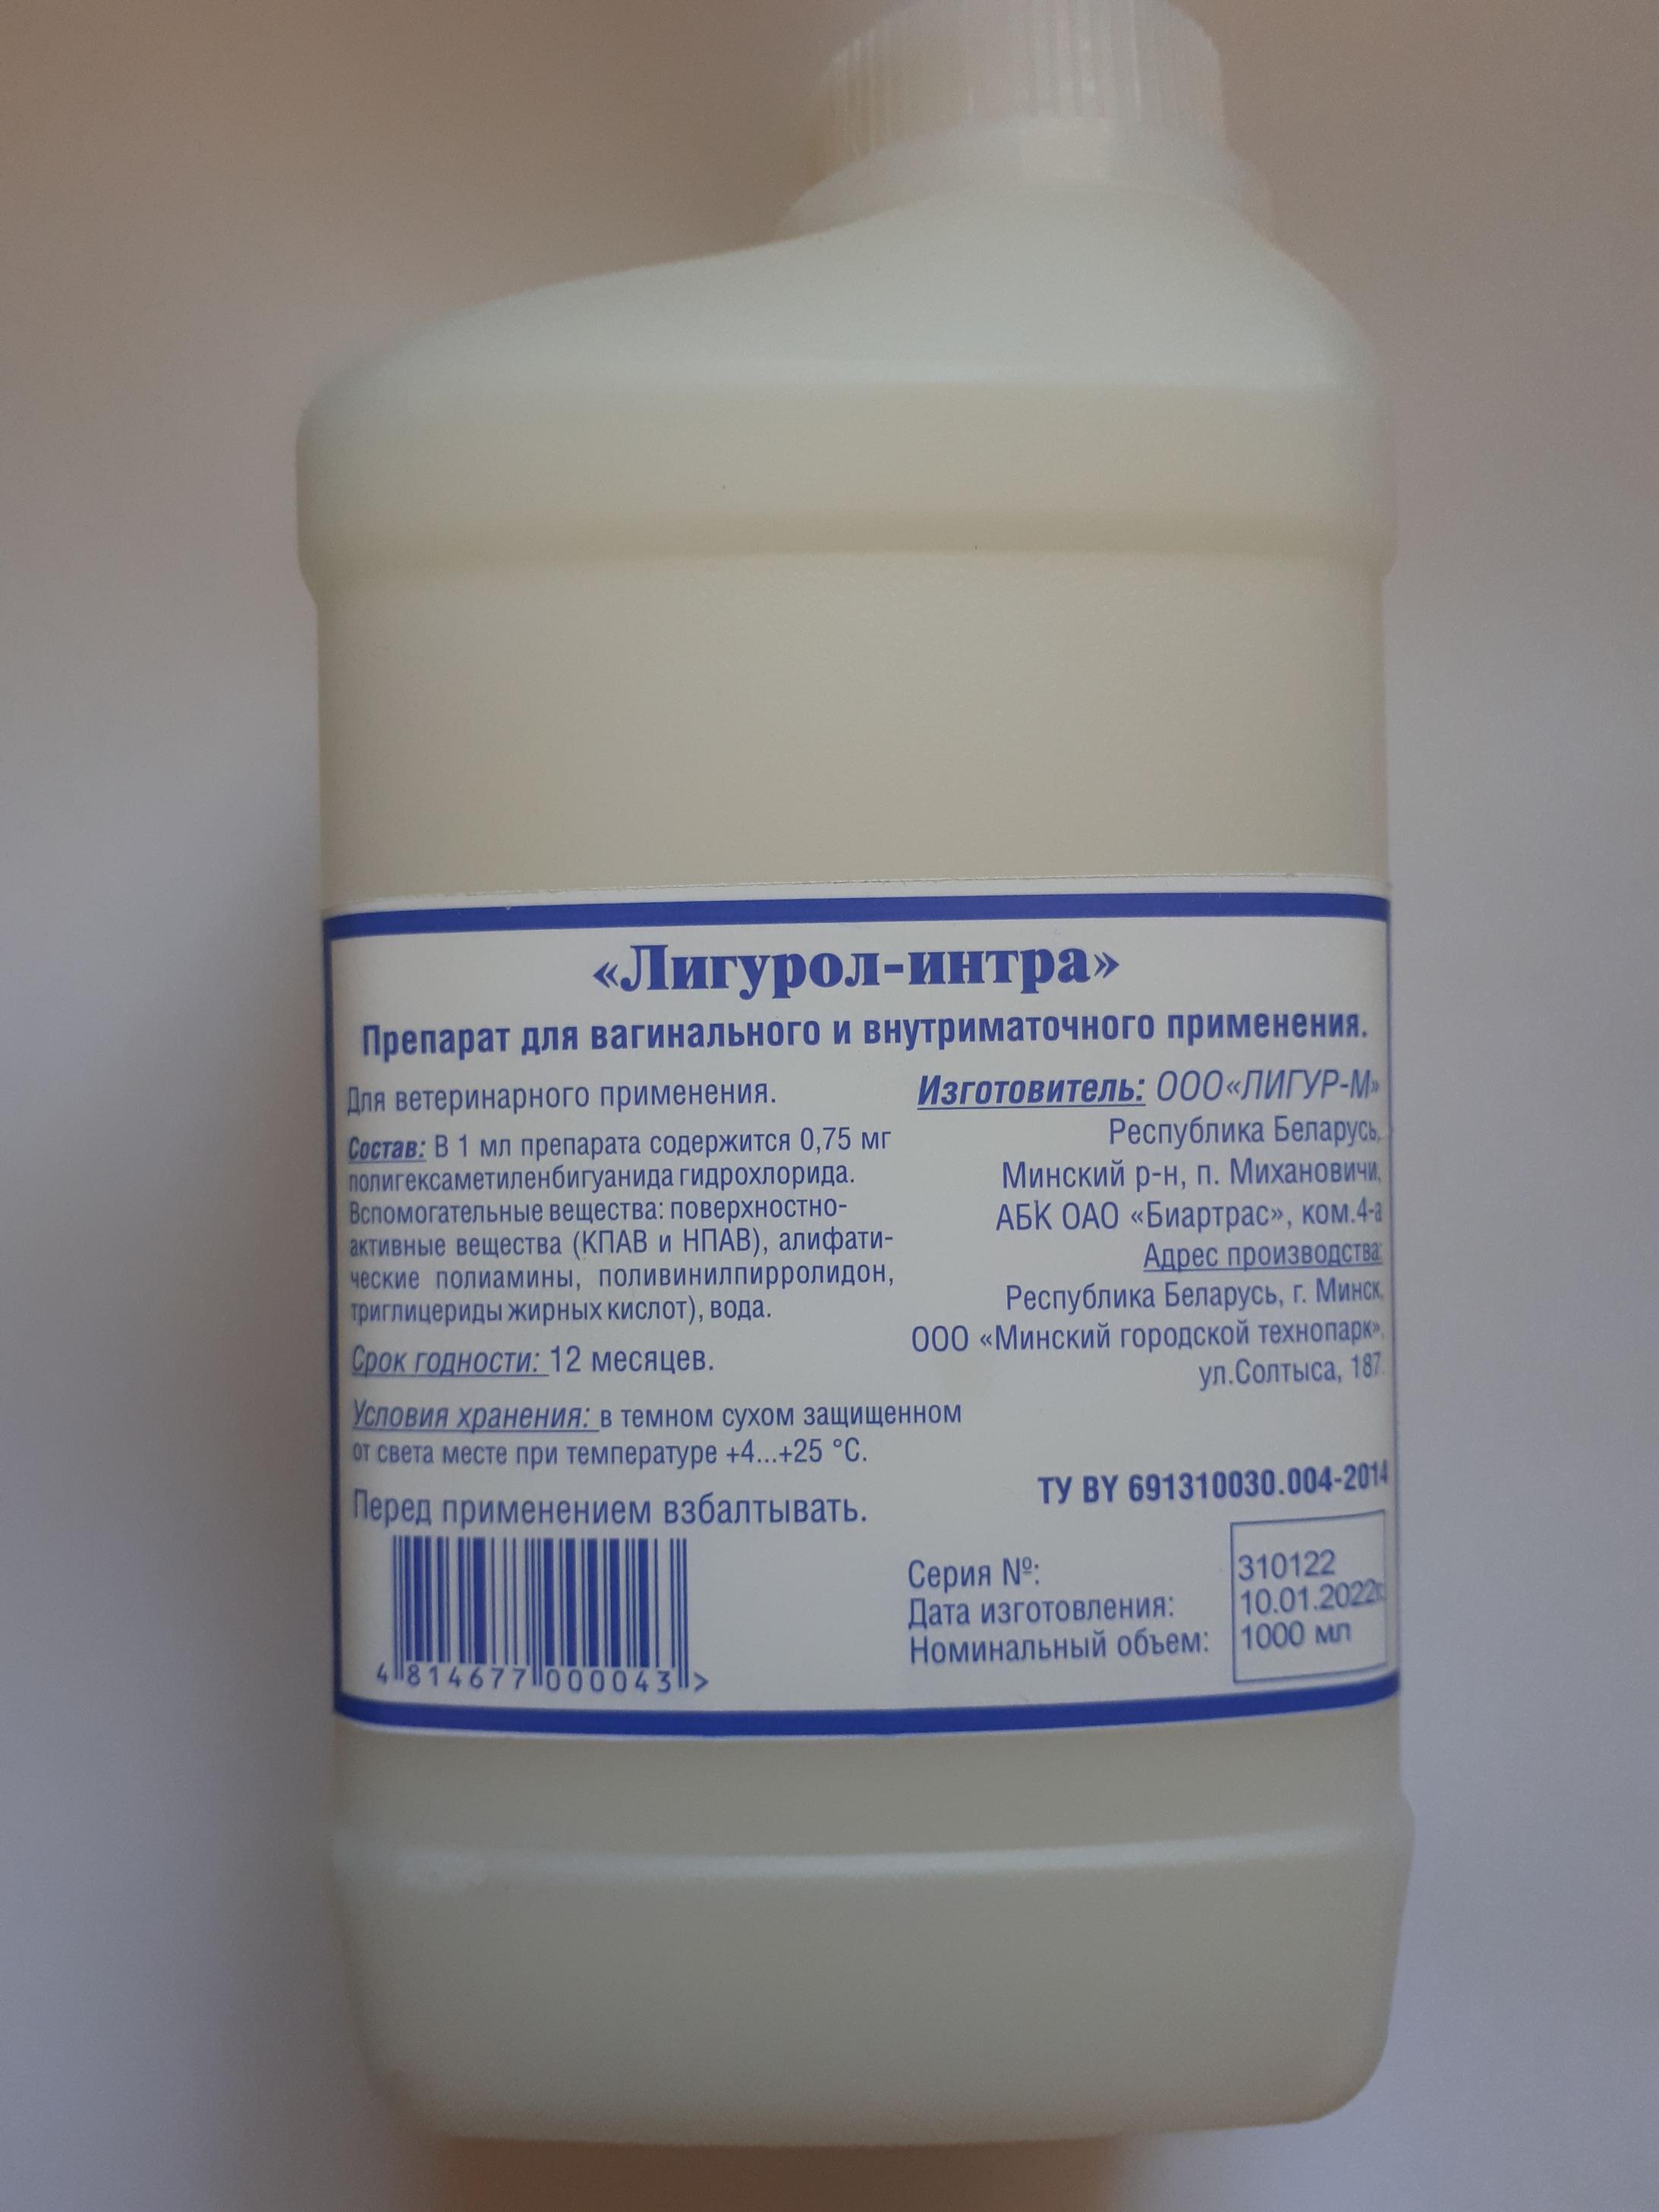 «Лигурол-интра»
Препарат для вагинального и внутриматочного применения.
Для ветеринарного применения.
Состав: В 1 мл препарата содержится 0,75 мг
полигексаметиленбигуанида гидрохлорида.
Вспомогательные вещества: поверхностно-
активные вещества (КПАВ и НПАВ), алифати-
ческие полиамины, поливинилпирролидон,
триглицериды жирных кислот), вода.
Срок годности: 12 месяцев.
Условия хранения: в темном сухом защищенном
от света месте при температуре +4...+25 °С.
Перед применением взбалтывать.
4 814677 000043 >
Изготовитель: ООО«ЛИГУР-М»
Республика Беларусь,
Минский р-н, п. Михановичи,
АБК ОАО «Биартрас», ком.4-а
Адрес производства:
Республика Беларусь, г. Минск,
ООО «Минский городской технопарк»,
ул.Солтыса, 187.
ТУ BY 691310030.004-2014
Серия №: 310122
Дата изготовления: 10.01.2022г.
Номинальный объем: 1000 мл